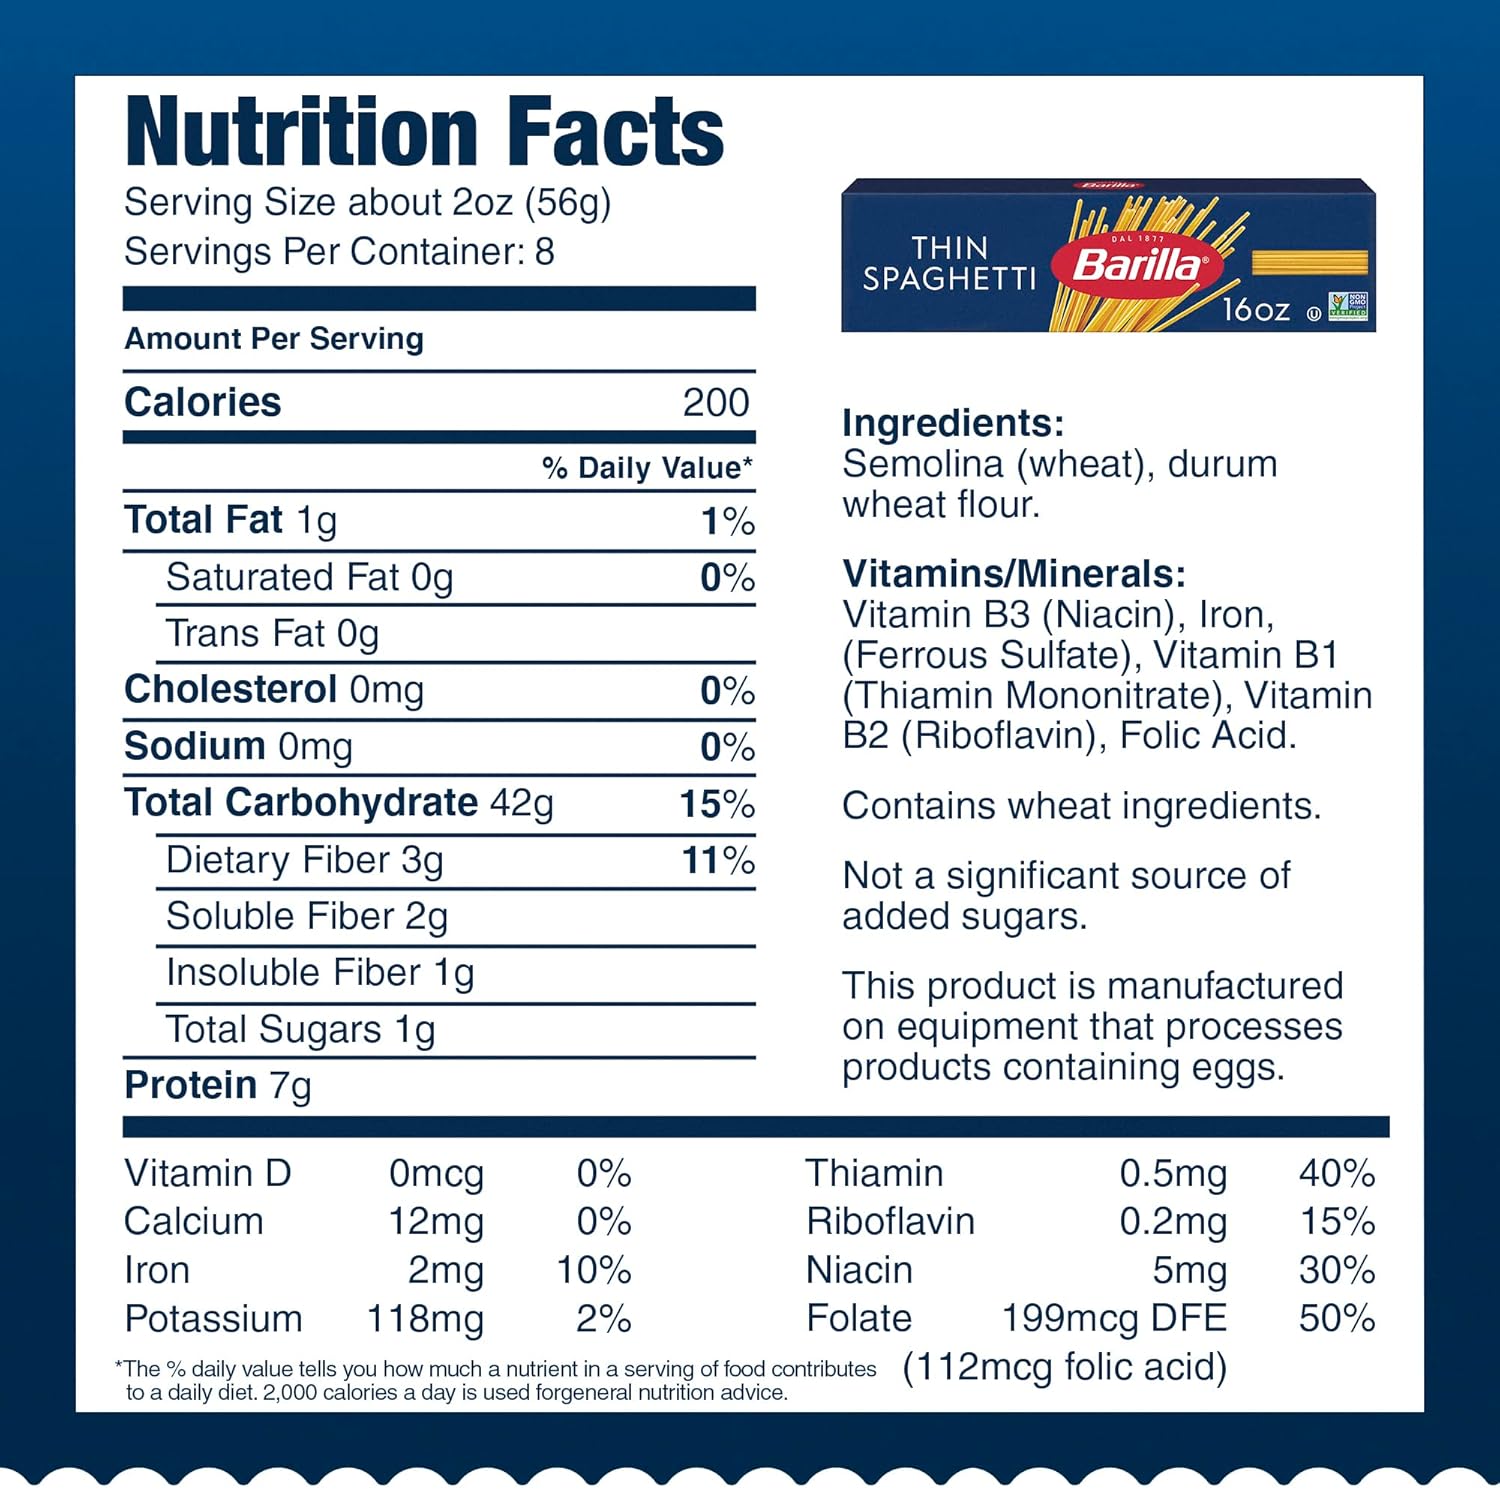 Nutrition Facts
Serving Size about 2oz (56g)
Servings Per Container: 8
Amount Per Serving
Calories 200
% Daily Value*
Total Fat 1g 1%
Saturated Fat 0g 0%
Trans Fat 0g
Cholesterol 0mg 0%
Sodium 0mg 0%
Total Carbohydrate 42g 15%
Dietary Fiber 3g 11%
Soluble Fiber 2g
Insoluble Fiber 1g
Total Sugars 1g
Protein 7g
Barilla
THIN
SPAGHETTI
DAL 1877
Barilla®
16oz
U
NON
GMO
Project
VERIFIED
Ingredients:
Semolina (wheat), durum
wheat flour.
Vitamins/Minerals:
Vitamin B3 (Niacin), Iron,
(Ferrous Sulfate), Vitamin B1
(Thiamin Mononitrate), Vitamin
B2 (Riboflavin), Folic Acid.
Contains wheat ingredients.
Not a significant source of
added sugars.
This product is manufactured
on equipment that processes
products containing eggs.
Vitamin D 0mcg 0%
Calcium 12mg 0%
Iron 2mg 10%
Potassium 118mg 2%
Thiamin 0.5mg 40%
Riboflavin 0.2mg 15%
Niacin 5mg 30%
Folate 199mcg DFE 50%
(112mcg folic acid)
*The % daily value tells you how much a nutrient in a serving of food contributes
to a daily diet. 2,000 calories a day is used forgeneral nutrition advice.